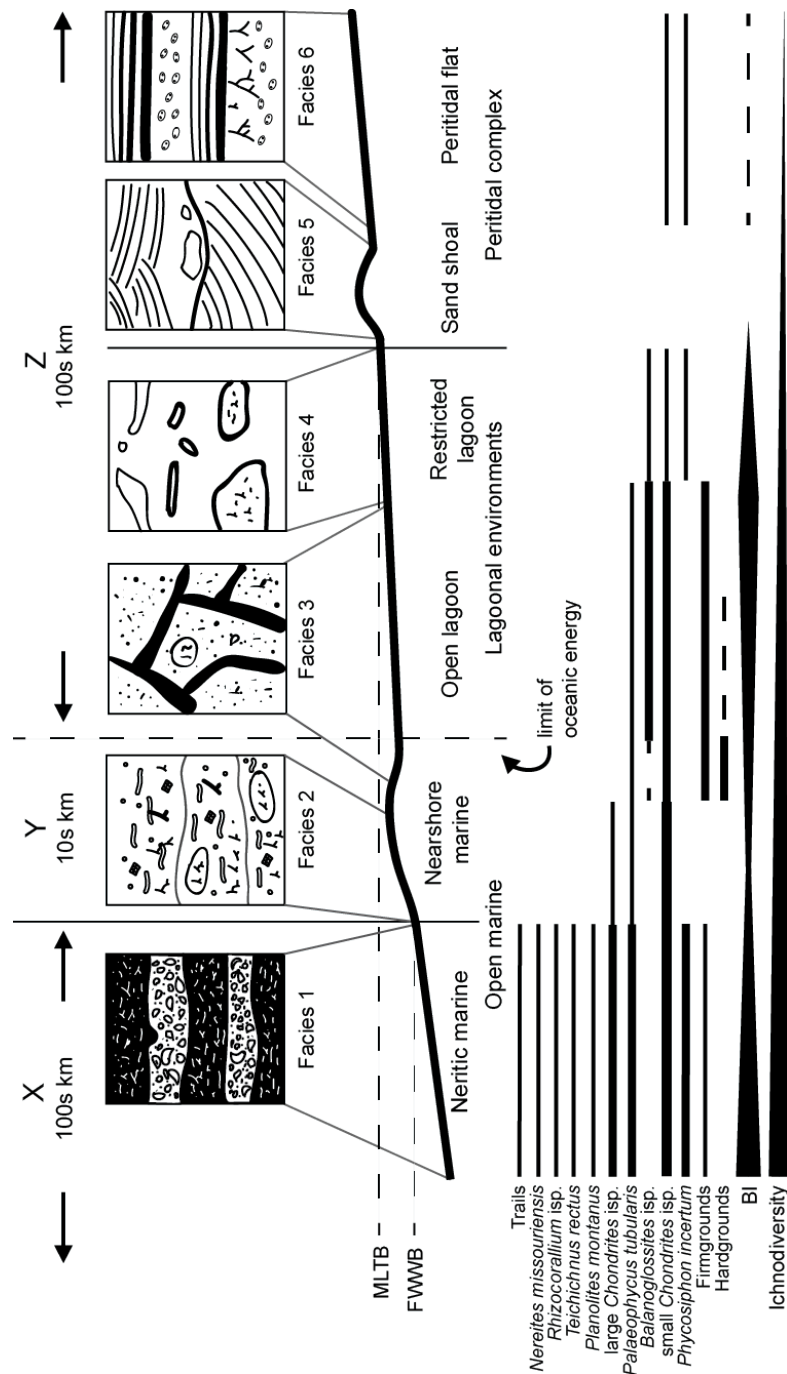 X
100s km
Y
10s km
Z
100s km
Facies 1
Facies 2
Facies 3
Facies 4
Facies 5
Facies 6
MLTB
FWWB
Neritic marine
Nearshore
marine
Open lagoon
Restricted
lagoon
Sand shoal
Peritidal flat
Open marine
Lagoonal environments
Peritidal complex
limit of
oceanic energy
Trails
Nereites missouriensis
Rhizocorallium isp.
Teichichnus rectus
Planolites montanus
large Chondrites isp.
Palaeophycus tubularis
Balanoglossites isp.
small Chondrites isp.
Phycosiphon incertum
Firmgrounds
Hardgrounds
BI
Ichnodiversity